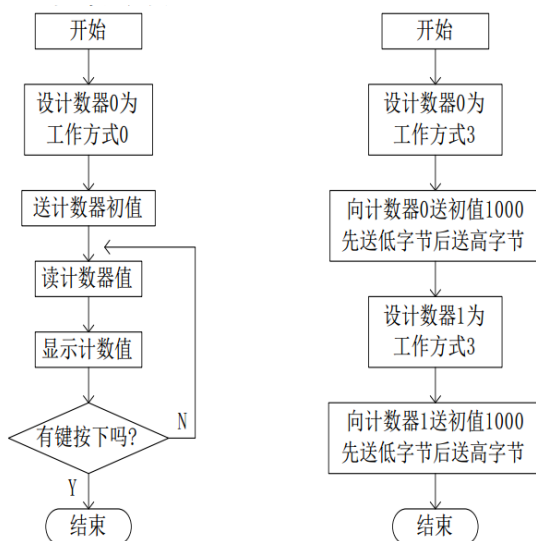 开始
设计数器0为
工作方式0
送计数器初值
读计数器值
显示计数值
有键按下吗?
N
Y
结束
开始
设计数器0为
工作方式3
向计数器0送初值1000
先送低字节后送高字节
设计数器1为
工作方式3
向计数器1送初值1000
先送低字节后送高字节
结束